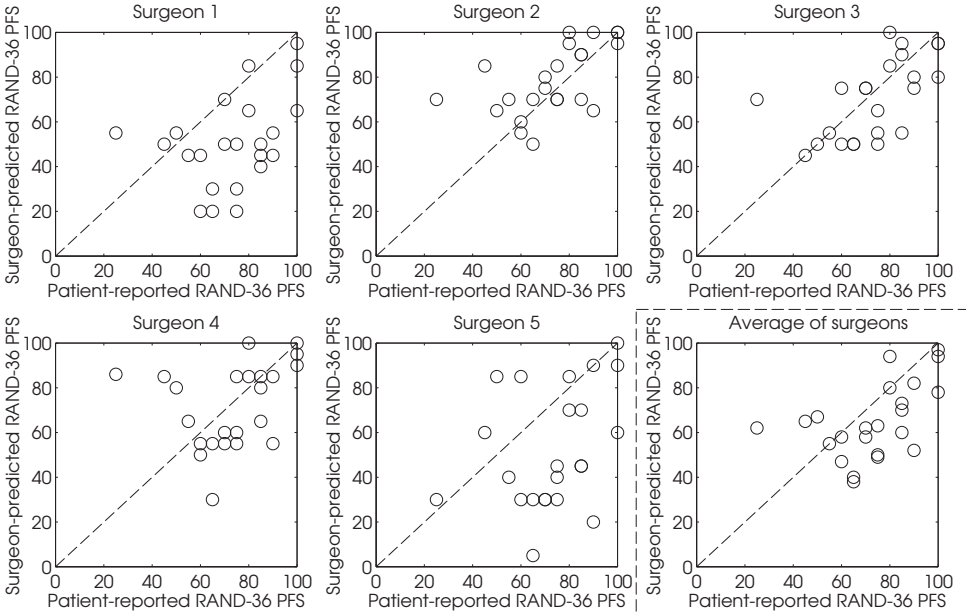 Surgeon 1
Surgeon-predicted RAND-36 PFS
100
80
60
40
20
0
0 20 40 60 80 100
Patient-reported RAND-36 PFS
Surgeon 2
Surgeon-predicted RAND-36 PFS
100
80
60
40
20
0
0 20 40 60 80 100
Patient-reported RAND-36 PFS
Surgeon 3
Surgeon-predicted RAND-36 PFS
100
80
60
40
20
0
0 20 40 60 80 100
Patient-reported RAND-36 PFS
Surgeon 4
Surgeon-predicted RAND-36 PFS
100
80
60
40
20
0
0 20 40 60 80 100
Patient-reported RAND-36 PFS
Surgeon 5
Surgeon-predicted RAND-36 PFS
100
80
60
40
20
0
0 20 40 60 80 100
Patient-reported RAND-36 PFS
Average of surgeons
Surgeon-predicted RAND-36 PFS
100
80
60
40
20
0
0 20 40 60 80 100
Patient-reported RAND-36 PFS